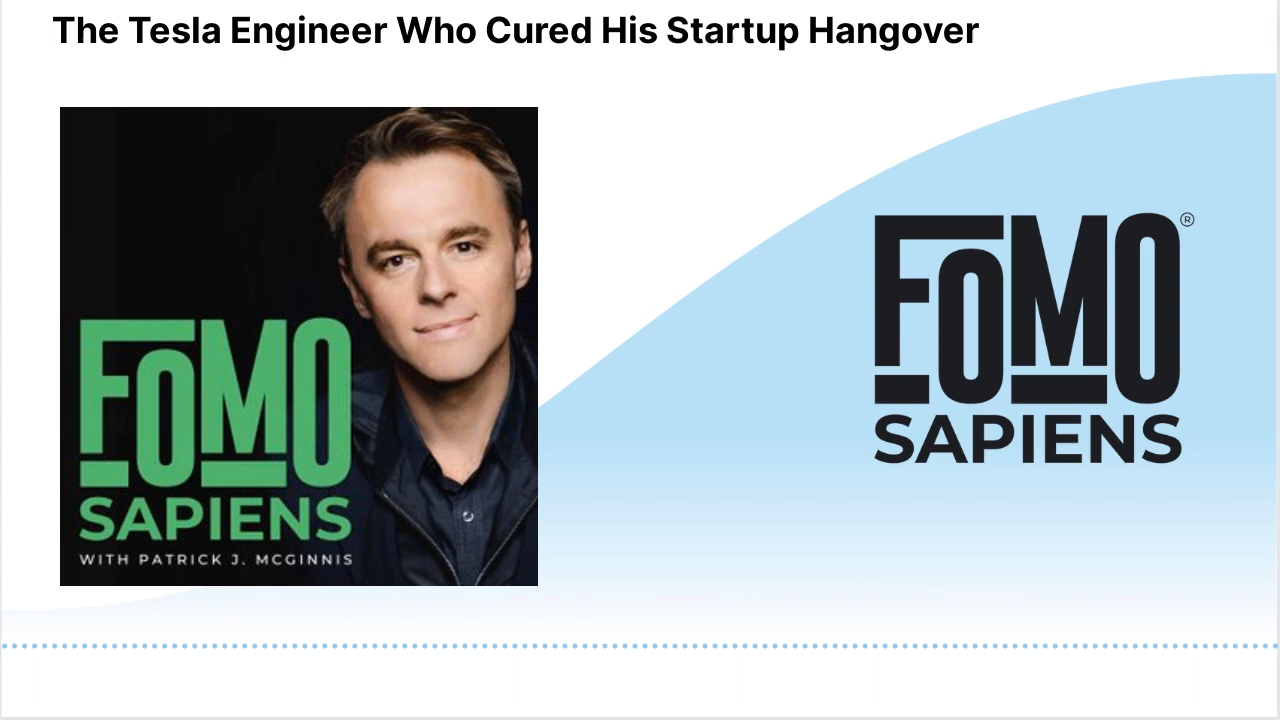 The Tesla Engineer Who Cured His Startup Hangover
FOMO
SAPIENS
WITH PATRICK J. MCGINNIS
FOMO®
SAPIENS